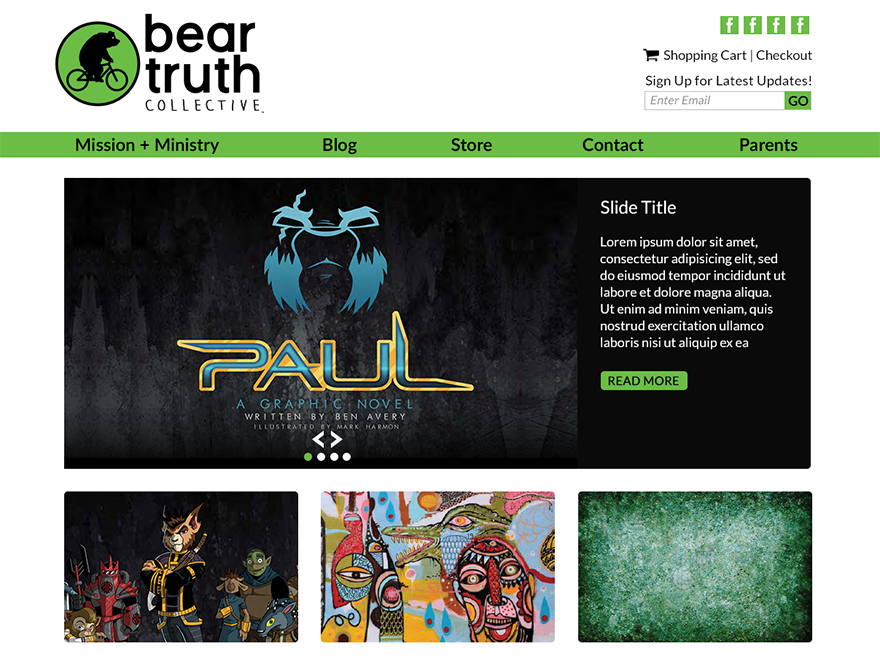 bear
truth
COLLECTIVE
f f f f
Shopping Cart | Checkout
Sign Up for Latest Updates!
Enter Email GO
Mission + Ministry Blog Store Contact Parents
PAUL
A GRAPHIC NOVEL
WRITTEN BY BEN AVERY
ILLUSTRATED BY MARK HARMON
< >
Slide Title
Lorem ipsum dolor sit amet,
consectetur adipisicing elit, sed
do eiusmod tempor incididunt ut
labore et dolore magna aliqua.
Ut enim ad minim veniam, quis
nostrud exercitation ullamco
laboris nisi ut aliquip ex ea
READ MORE